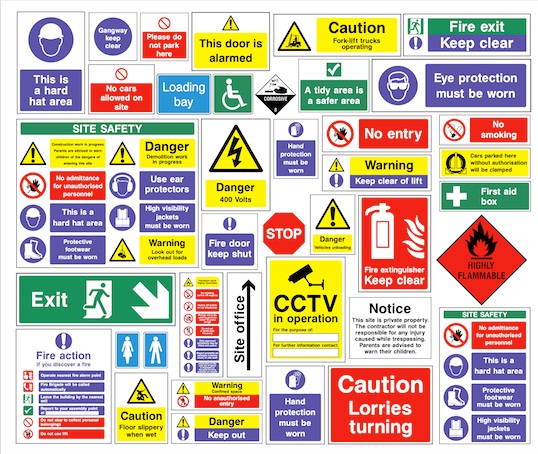 This is
a hard
hat area
Gangway
keep
clear
Please do
not park
here
This door is
alarmed
Caution
Fork-lift trucks
operating
Fire exit
Keep clear
No cars
allowed on
site
Loading
bay
CORROSIVE
8
A tidy area is
a safer area
Eye protection
must be worn
SITE SAFETY
Construction work in progress
Parents are advised to warn
children of the dangers of
entering this site
Danger
Demolition work
in progress
No admittance
for unauthorised
personnel
Use ear
protectors
This is a
hard hat area
High visibility
jackets must
be worn
Protective
footwear must
be worn
Warning
Look out for
overhead loads
Danger
400 Volts
Hand
protection
must be
worn
No entry
Warning
Keep clear of lift
No
smoking
Cars parked here
without authorisation
will be clamped
First aid
box
Fire door
keep shut
STOP
Danger
Vehicles unloading
Fire extinguisher
Keep clear
HIGHLY
FLAMMABLE
Exit
Site office
CCTV
in operation
For the purpose of:
For further information contact:
Notice
This site is private property.
The contractor will not be
responsible for any injury
caused while trespassing.
Parents are advised to
warn their children.
SITE SAFETY
No admittance
for unauthorised
personnel
This is a
hard hat area
Protective
footwear must
be worn
High visibility
jackets must
be worn
Fire action
If you discover a fire
Operate nearest fire alarm point
Fire brigade will be called
automatically
Leave the building by the nearest
exit
Report to your assembly point
Do not stop to collect personal
belongings
Do not use lift
Caution
Floor slippery
when wet
Warning
Confined space
No unauthorised
entry
Danger
Keep out
Hand
protection
must be
worn
Caution
Lorries
turning